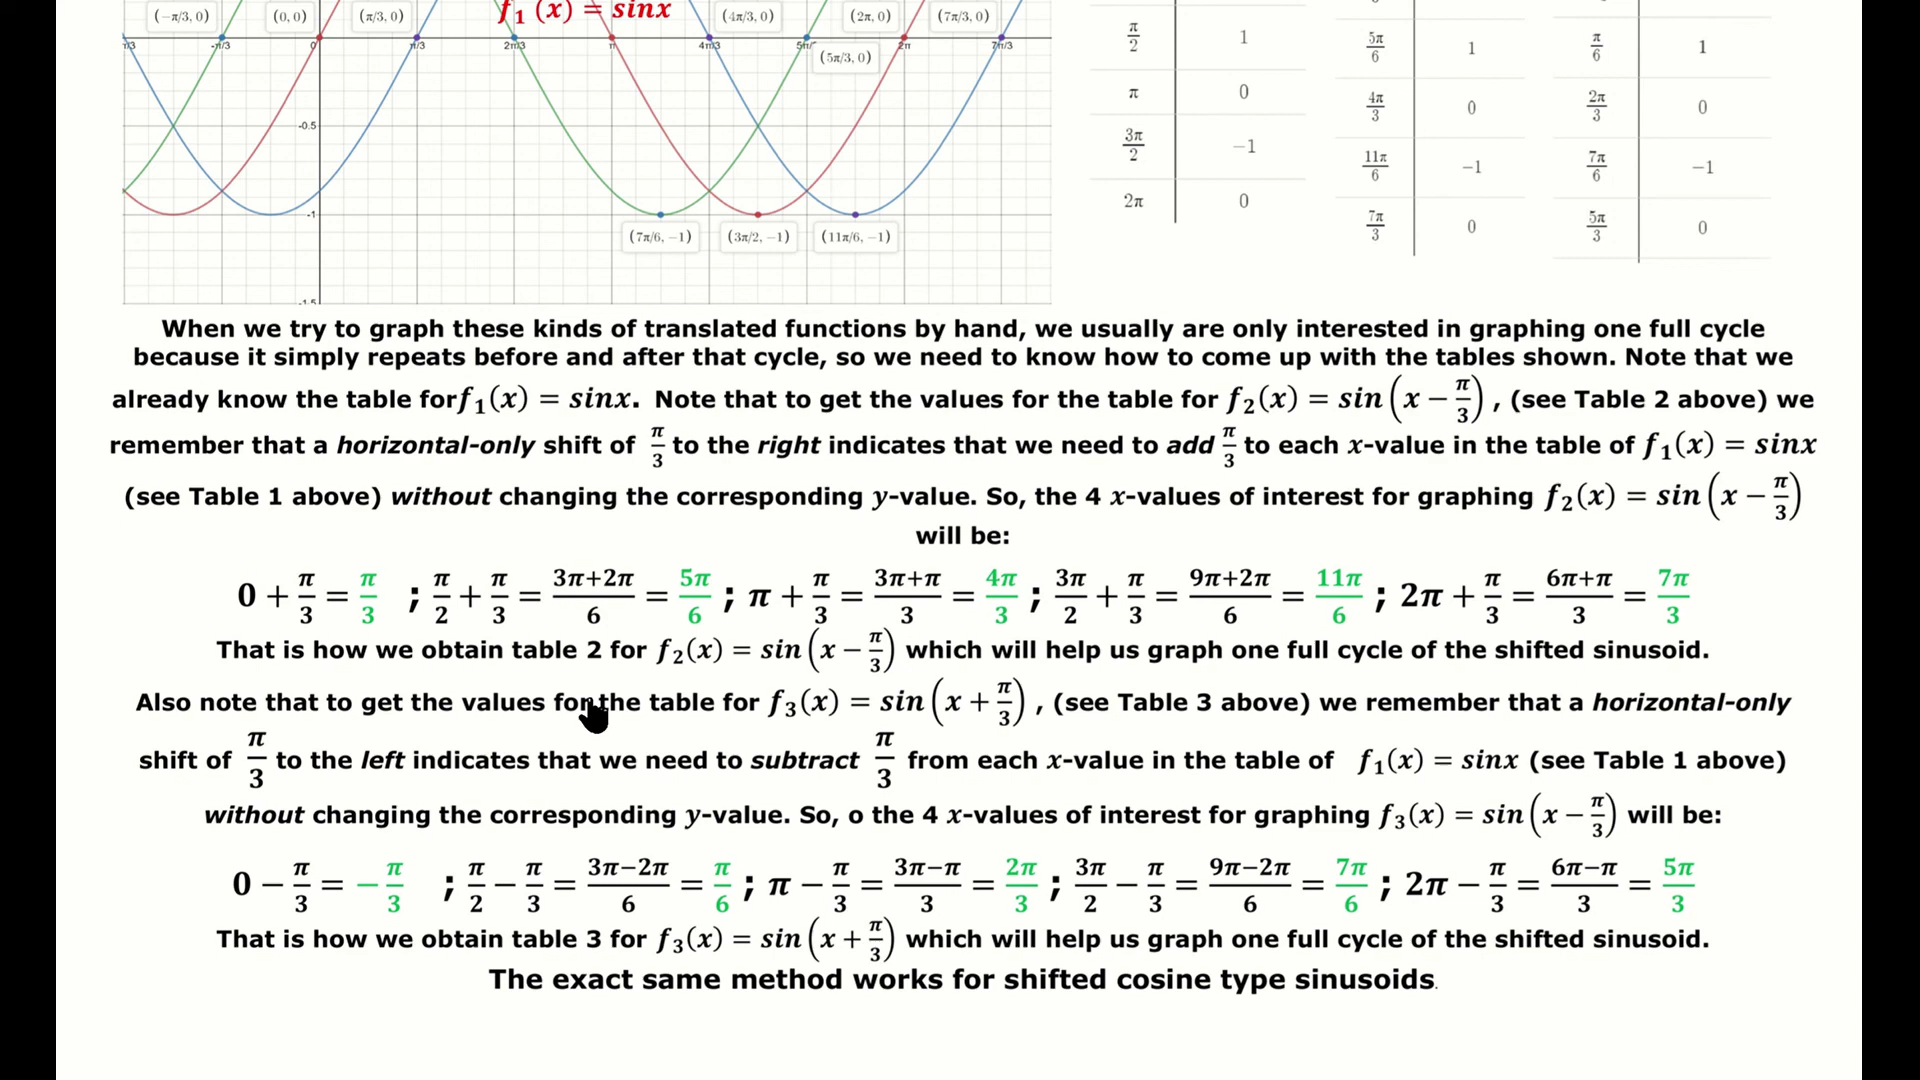 (−π/3, 0) (0, 0) (π/3, 0) f₁(x) = sinx (4π/3, 0) (2π, 0) (7π/3, 0)
π/3 -π/3 0 π/3 2π/3 π 4π/3 5π/ 2π 7π/3
(5π/3, 0)
-0.5
-1
(7π/6, −1) (3π/2, −1) (11π/6, −1)
-1.5
π/2 1
π 0
3π/2 −1
2π 0
5π/6 1
4π/3 0
11π/6 −1
7π/3 0
π/6 1
2π/3 0
7π/6 −1
5π/3 0
When we try to graph these kinds of translated functions by hand, we usually are only interested in graphing one full cycle
because it simply repeats before and after that cycle, so we need to know how to come up with the tables shown. Note that we
already know the table forf₁(x) = sinx. Note that to get the values for the table for f₂(x) = sin(x − π/3), (see Table 2 above) we
remember that a horizontal-only shift of π/3 to the right indicates that we need to add π/3 to each x-value in the table of f₁(x) = sinx
(see Table 1 above) without changing the corresponding y-value. So, the 4 x-values of interest for graphing f₂(x) = sin(x − π/3)
will be:
0 + π/3 = π/3 ; π/2 + π/3 = 3π+2π/6 = 5π/6 ; π + π/3 = 3π+π/3 = 4π/3 ; 3π/2 + π/3 = 9π+2π/6 = 11π/6 ; 2π + π/3 = 6π+π/3 = 7π/3
That is how we obtain table 2 for f₂(x) = sin(x − π/3) which will help us graph one full cycle of the shifted sinusoid.
Also note that to get the values for the table for f₃(x) = sin(x + π/3), (see Table 3 above) we remember that a horizontal-only
shift of π/3 to the left indicates that we need to subtract π/3 from each x-value in the table of f₁(x) = sinx (see Table 1 above)
without changing the corresponding y-value. So, o the 4 x-values of interest for graphing f₃(x) = sin(x − π/3) will be:
0 − π/3 = −π/3 ; π/2 − π/3 = 3π−2π/6 = π/6 ; π − π/3 = 3π−π/3 = 2π/3 ; 3π/2 − π/3 = 9π−2π/6 = 7π/6 ; 2π − π/3 = 6π−π/3 = 5π/3
That is how we obtain table 3 for f₃(x) = sin(x + π/3) which will help us graph one full cycle of the shifted sinusoid.
The exact same method works for shifted cosine type sinusoids.